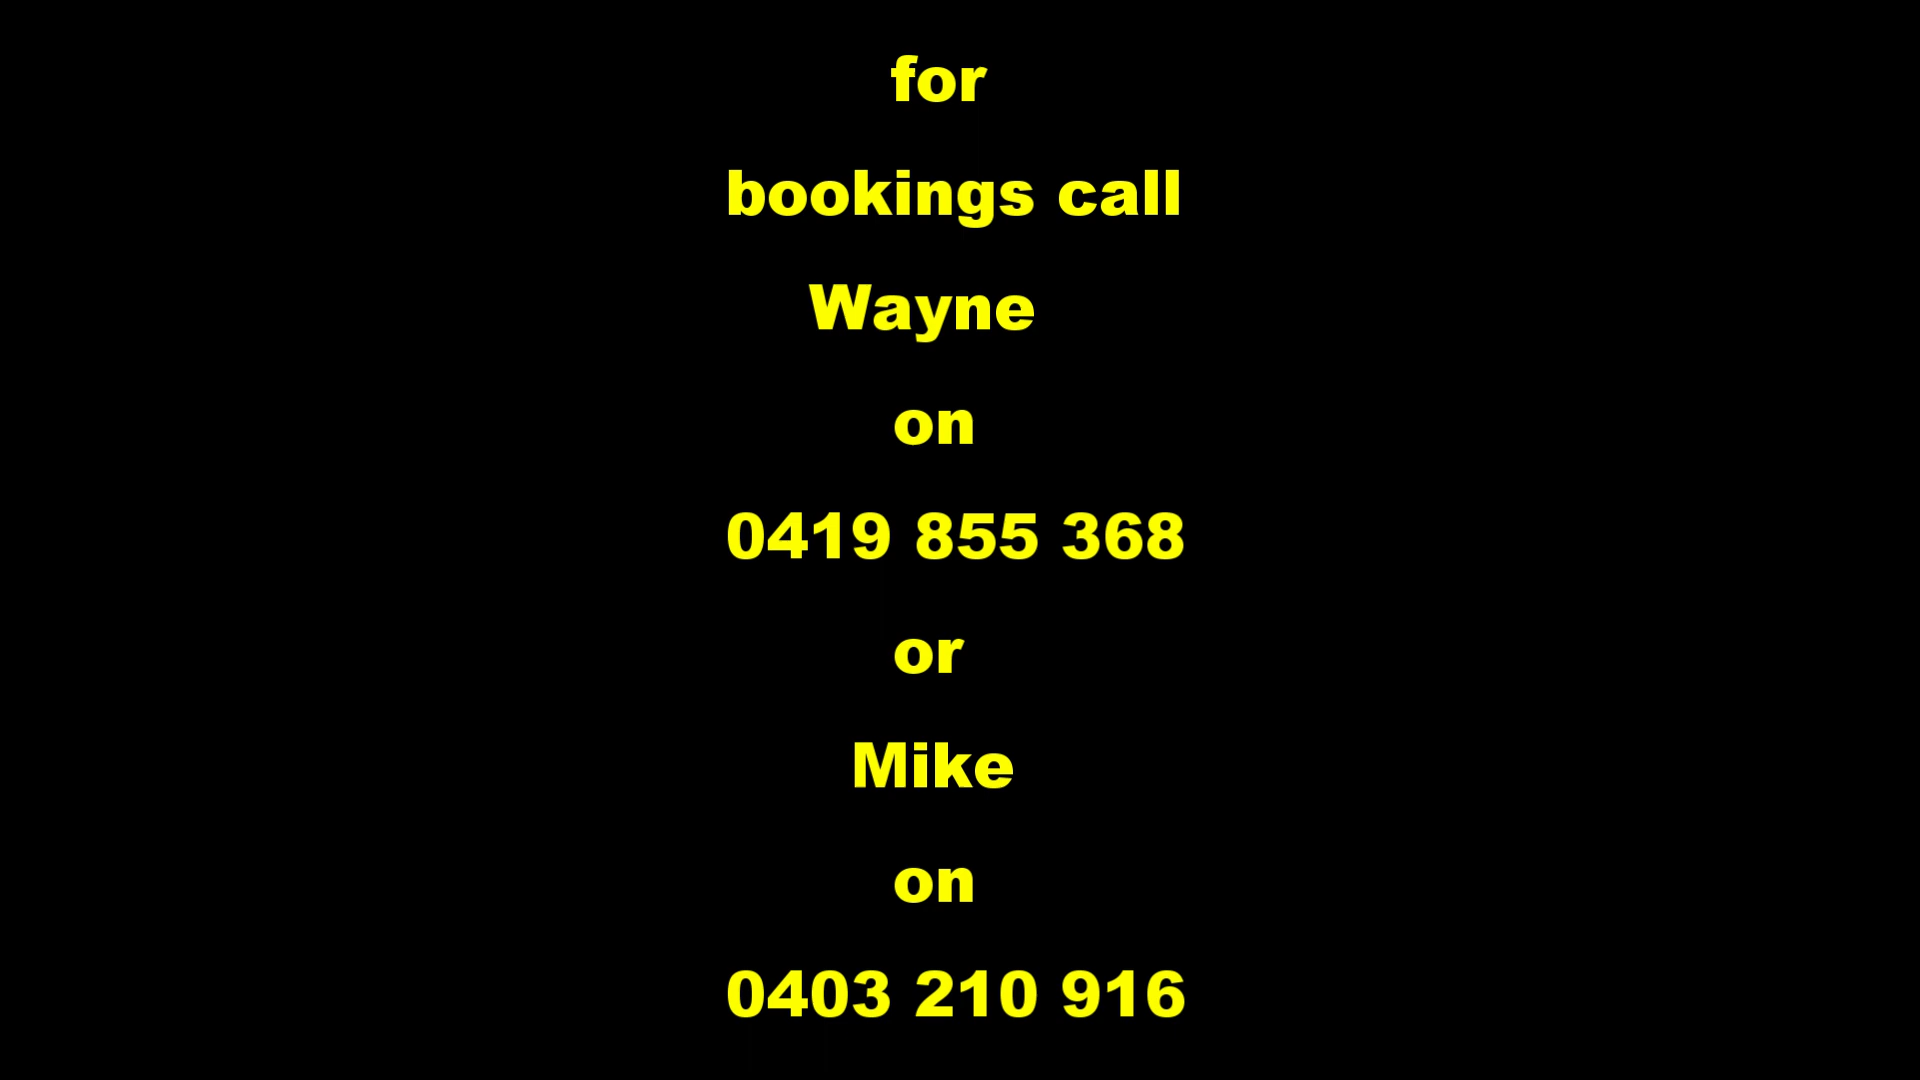 for
bookings call
Wayne
on
0419 855 368
or
Mike
on
0403 210 916